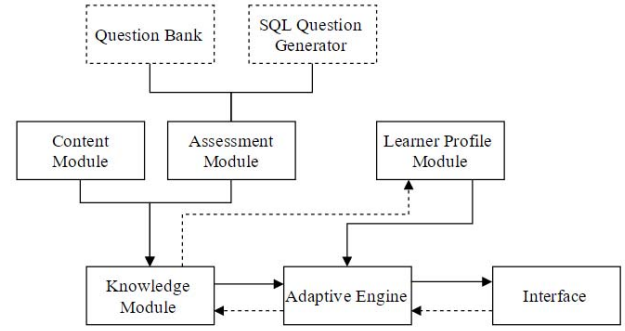 Question Bank
SQL Question
Generator
Content
Module
Assessment
Module
Learner Profile
Module
Knowledge
Module
Adaptive Engine
Interface